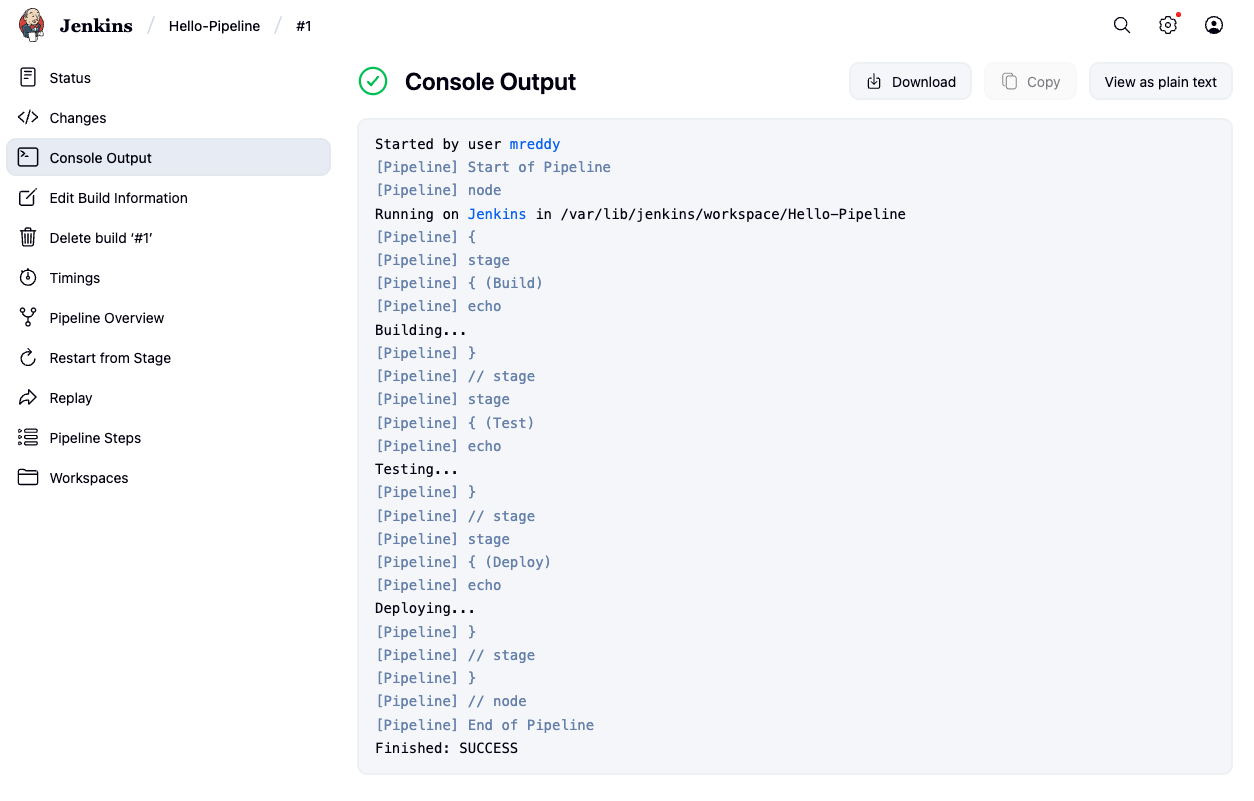 Jenkins / Hello-Pipeline / #1
Status
Changes
Console Output
Edit Build Information
Delete build ‘#1’
Timings
Pipeline Overview
Restart from Stage
Replay
Pipeline Steps
Workspaces
Console Output
Download
Copy
View as plain text
Started by user mreddy
[Pipeline] Start of Pipeline
[Pipeline] node
Running on Jenkins in /var/lib/jenkins/workspace/Hello-Pipeline
[Pipeline] {
[Pipeline] stage
[Pipeline] { (Build)
[Pipeline] echo
Building...
[Pipeline] }
[Pipeline] // stage
[Pipeline] stage
[Pipeline] { (Test)
[Pipeline] echo
Testing...
[Pipeline] }
[Pipeline] // stage
[Pipeline] stage
[Pipeline] { (Deploy)
[Pipeline] echo
Deploying...
[Pipeline] }
[Pipeline] // stage
[Pipeline] }
[Pipeline] // node
[Pipeline] End of Pipeline
Finished: SUCCESS